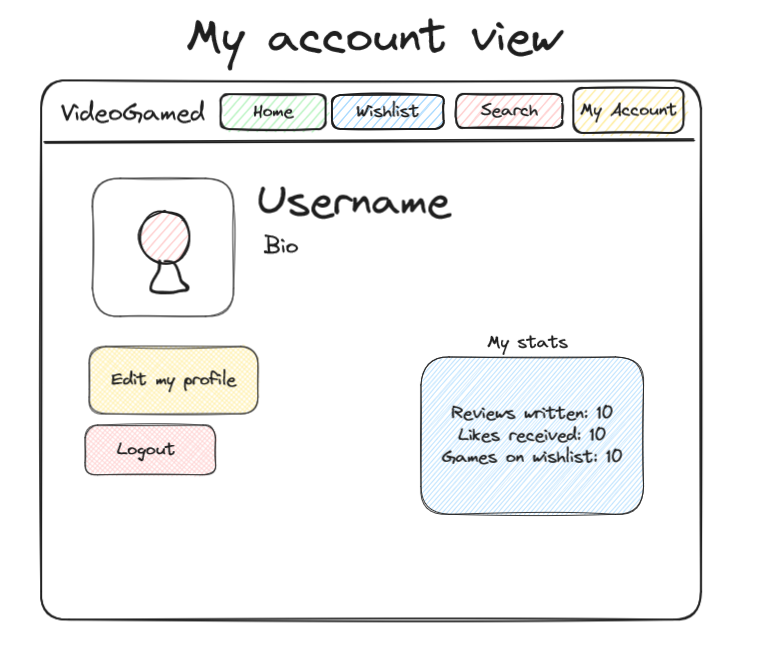 My account view
VideoGamed Home Wishlist Search My Account
Username
Bio
Edit my profile
Logout
My stats
Reviews written: 10
Likes received: 10
Games on wishlist: 10